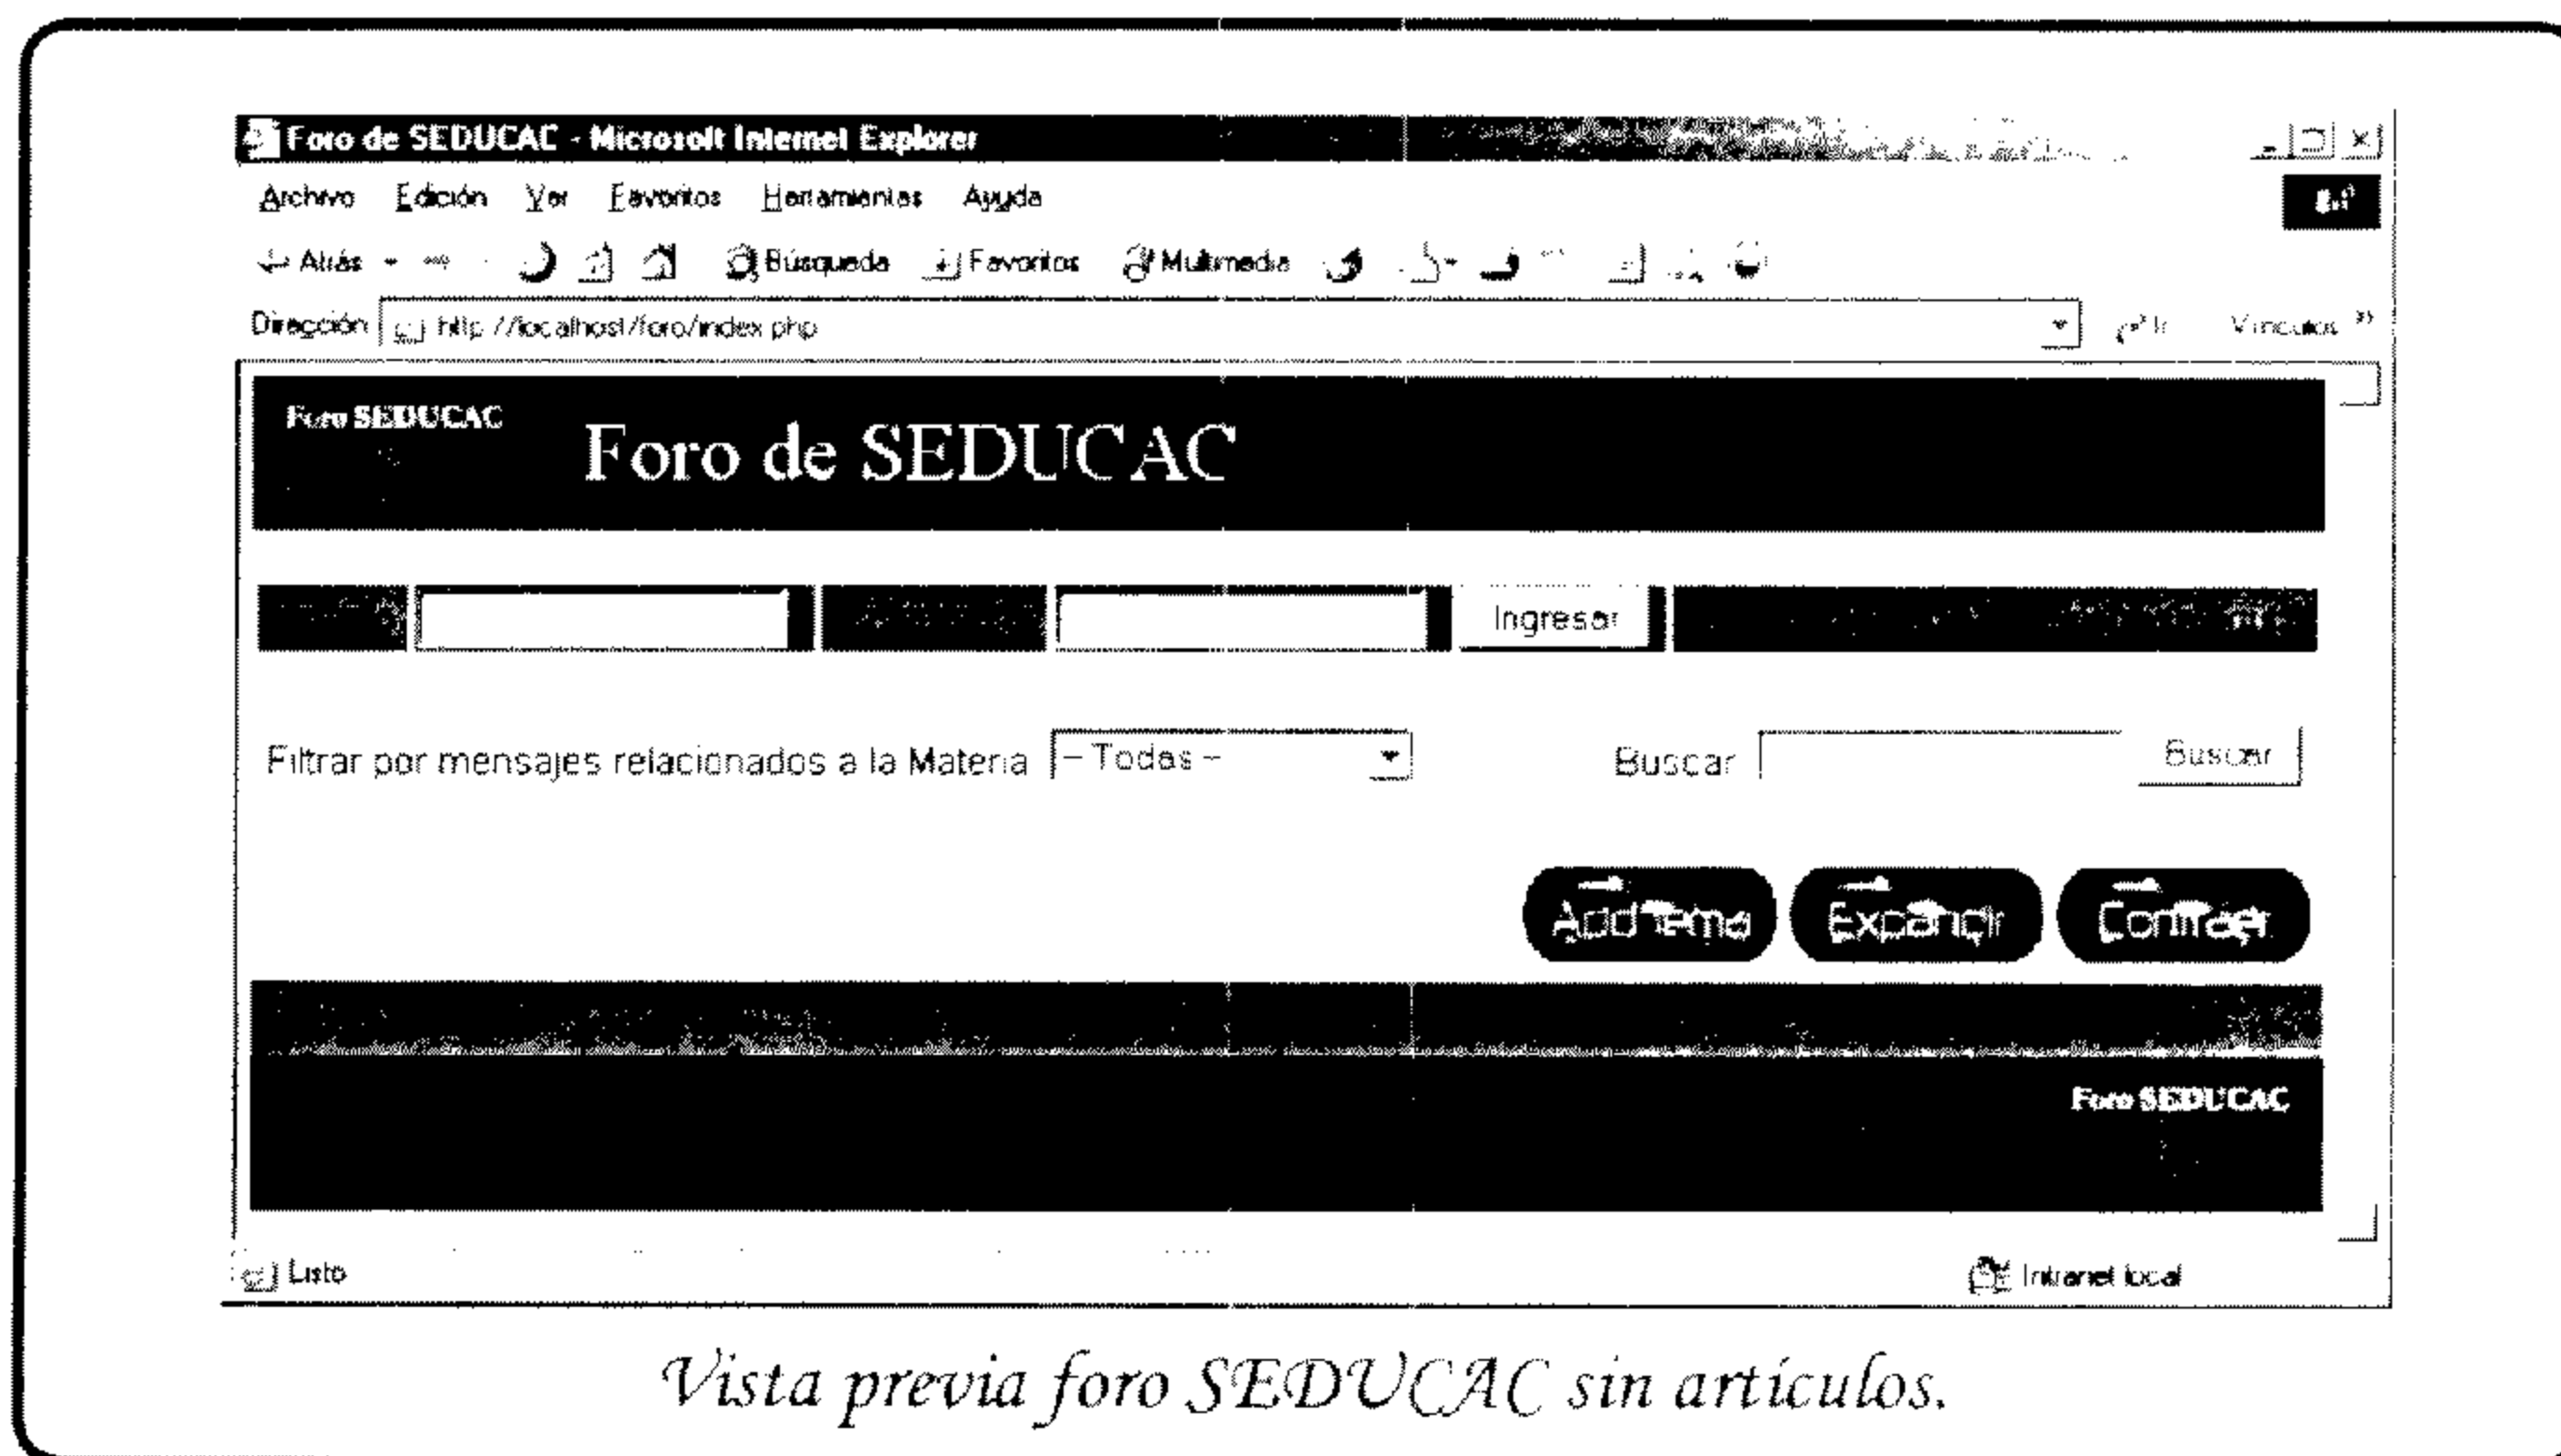 Foro de SEDUCAC - Microsoft Internet Explorer
Archivo Edición Ver Favoritos Herramientas Ayuda
Atrás Búsqueda Favoritos Multimedia
Dirección http://localhost/foro/index.php Ir Vínculos »
Foro SEDUCAC
Foro de SEDUCAC
Ingresar
Filtrar por mensajes relacionados a la Materia -- Todas -- Buscar Buscar
Add Tema Expandir Contraer
Foro SEDUCAC
Listo Intranet local
Vista previa foro SEDUCAC sin artículos.